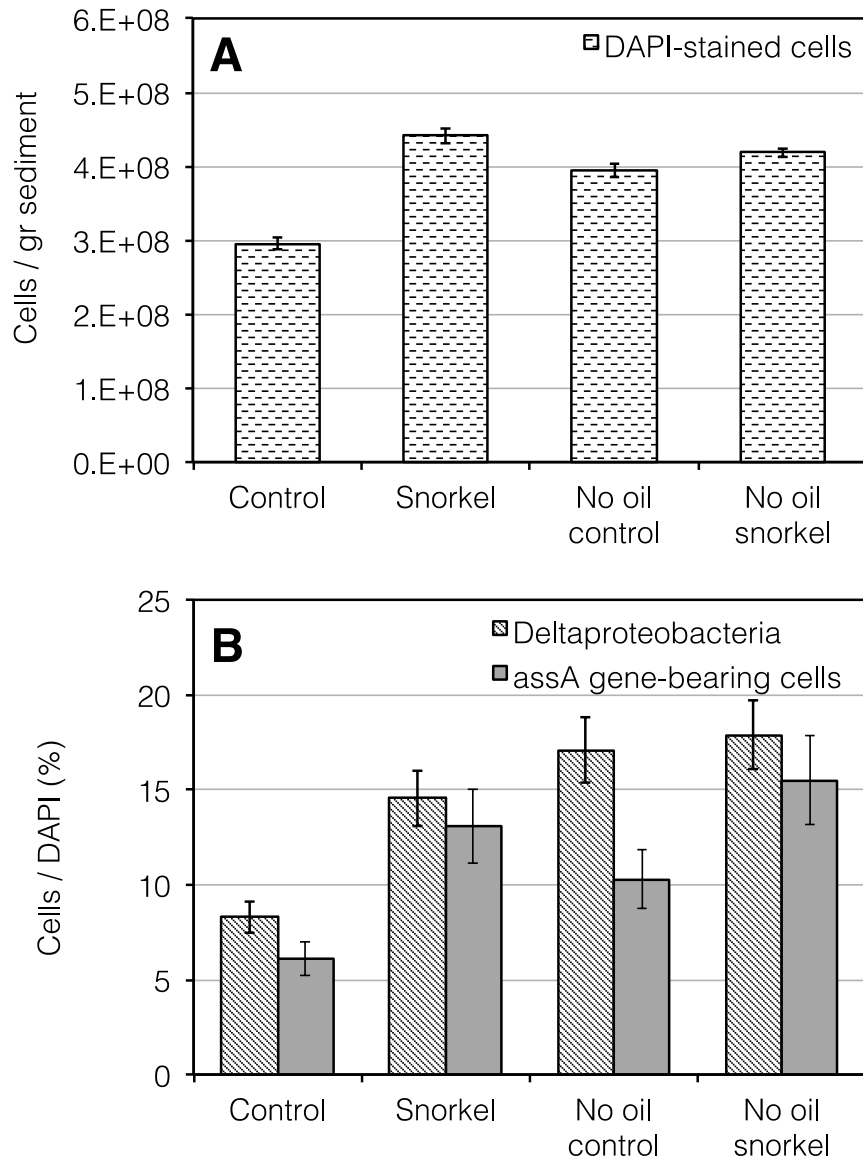 A
DAPI-stained cells
Cells / gr sediment
6.E+08
5.E+08
4.E+08
3.E+08
2.E+08
1.E+08
0.E+00
Control
Snorkel
No oil
control
No oil
snorkel
B
Deltaproteobacteria
assA gene-bearing cells
Cells / DAPI (%)
25
20
15
10
5
0
Control
Snorkel
No oil
control
No oil
snorkel